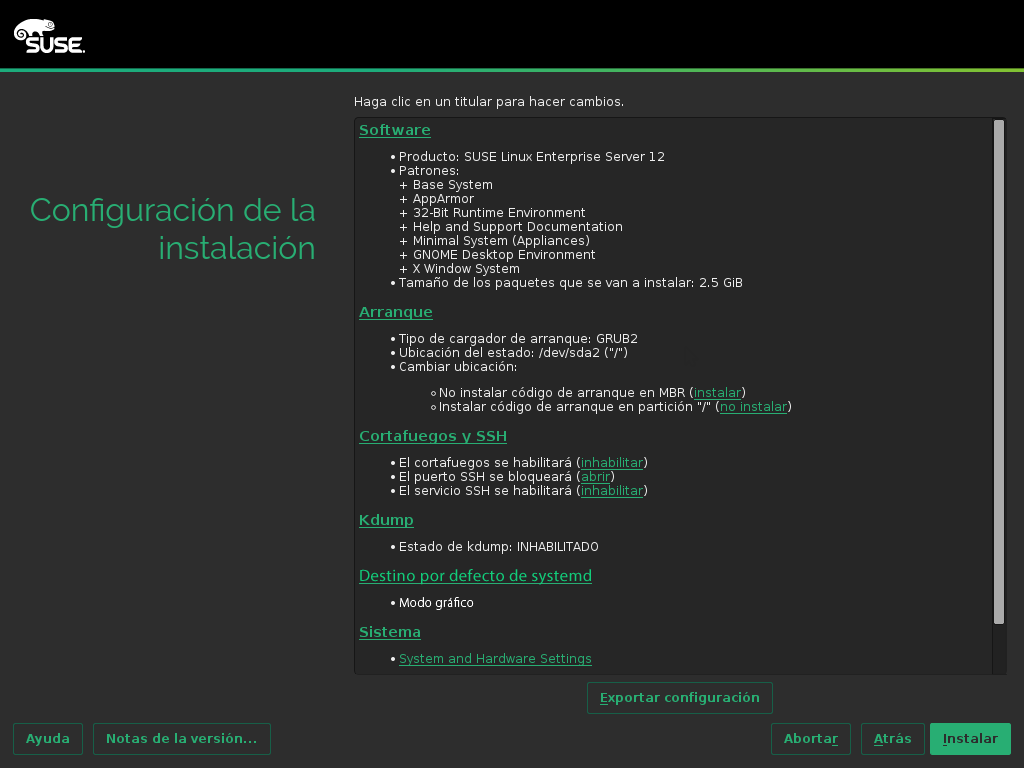 SUSE.
Configuración de la
instalación
Haga clic en un titular para hacer cambios.
Software
• Producto: SUSE Linux Enterprise Server 12
• Patrones:
+ Base System
+ AppArmor
+ 32-Bit Runtime Environment
+ Help and Support Documentation
+ Minimal System (Appliances)
+ GNOME Desktop Environment
+ X Window System
• Tamaño de los paquetes que se van a instalar: 2.5 GiB
Arranque
• Tipo de cargador de arranque: GRUB2
• Ubicación del estado: /dev/sda2 ("/")
• Cambiar ubicación:
◦ No instalar código de arranque en MBR (instalar)
◦ Instalar código de arranque en partición "/" (no instalar)
Cortafuegos y SSH
• El cortafuegos se habilitará (inhabilitar)
• El puerto SSH se bloqueará (abrir)
• El servicio SSH se habilitará (inhabilitar)
Kdump
• Estado de kdump: INHABILITADO
Destino por defecto de systemd
• Modo gráfico
Sistema
• System and Hardware Settings
Exportar configuración
Ayuda
Notas de la versión...
Abortar
Atrás
Instalar